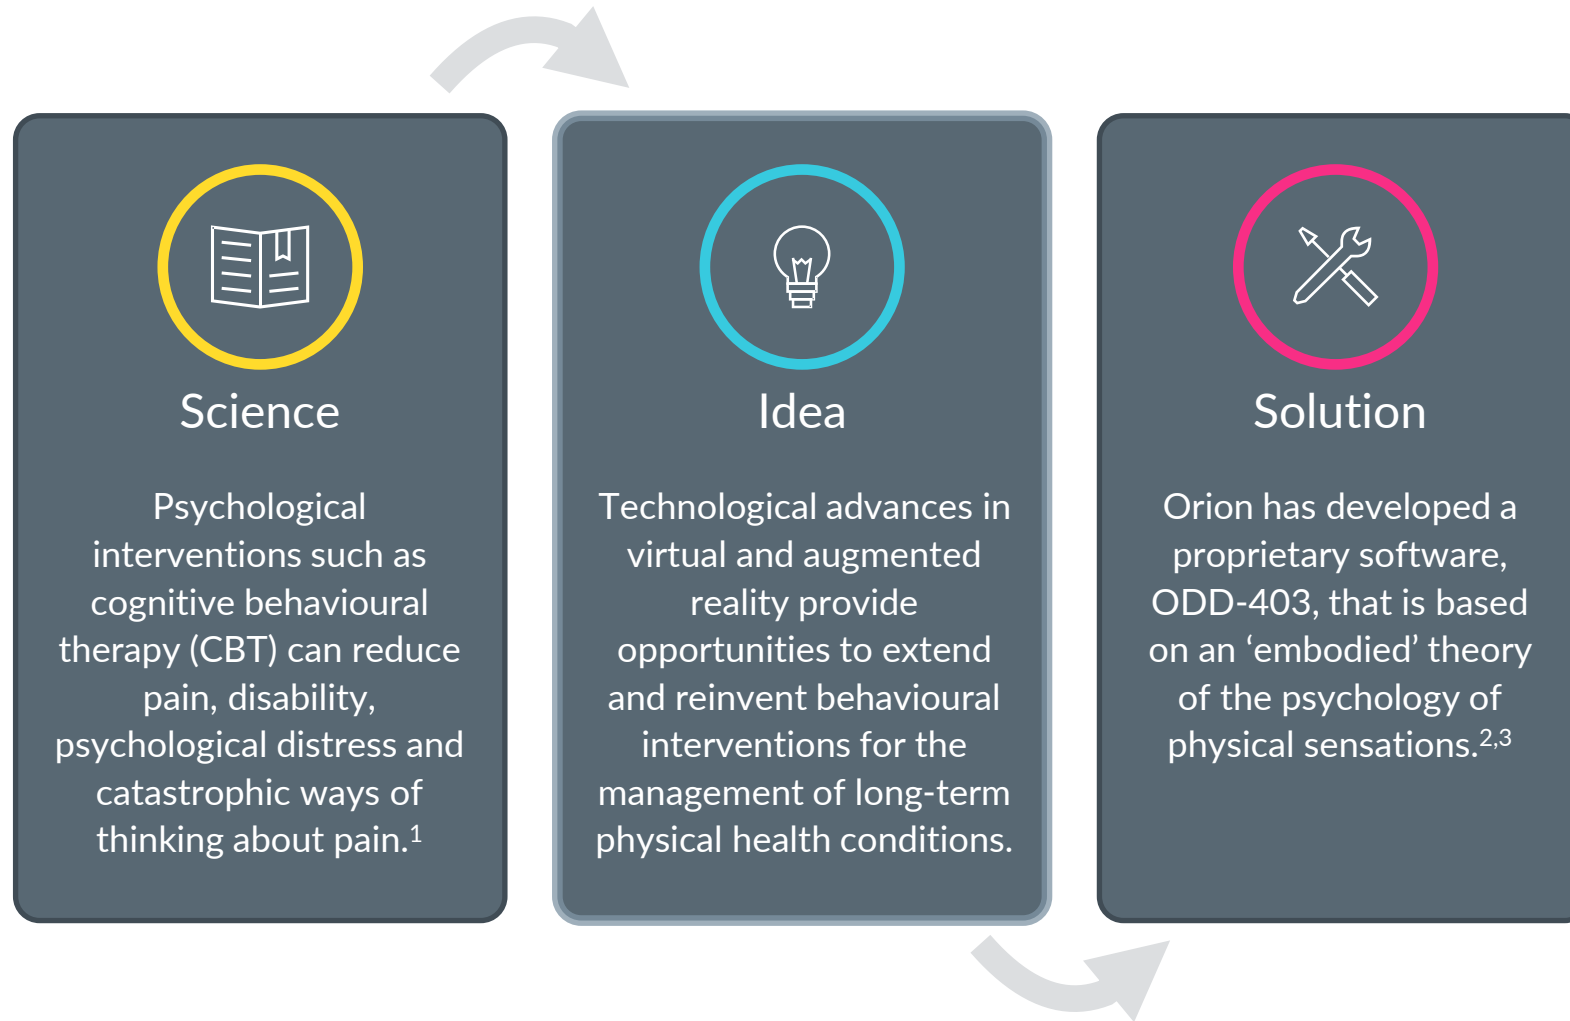 Science
Psychological
interventions such as
cognitive behavioural
therapy (CBT) can reduce
pain, disability,
psychological distress and
catastrophic ways of
thinking about pain.¹
Idea
Technological advances in
virtual and augmented
reality provide
opportunities to extend
and reinvent behavioural
interventions for the
management of long-term
physical health conditions.
Solution
Orion has developed a
proprietary software,
ODD-403, that is based
on an ‘embodied’ theory
of the psychology of
physical sensations.²,³